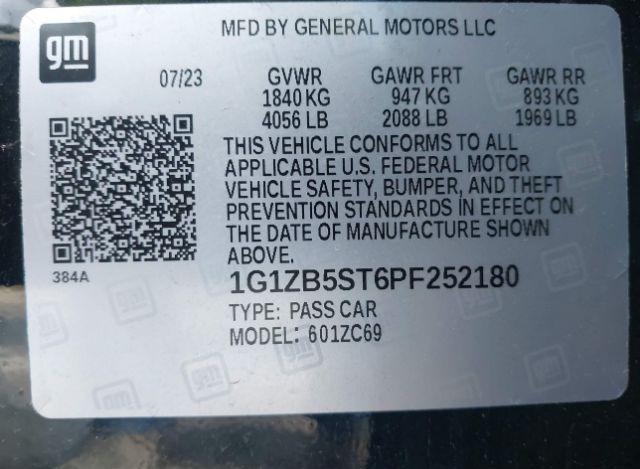 gm
MFD BY GENERAL MOTORS LLC
07/23 GVWR GAWR FRT GAWR RR
1840 KG 947 KG 893 KG
4056 LB 2088 LB 1969 LB
THIS VEHICLE CONFORMS TO ALL
APPLICABLE U.S. FEDERAL MOTOR
VEHICLE SAFETY, BUMPER, AND THEFT
PREVENTION STANDARDS IN EFFECT ON
THE DATE OF MANUFACTURE SHOWN
ABOVE.
384A
1G1ZB5ST6PF252180
TYPE: PASS CAR
MODEL: 601ZC69